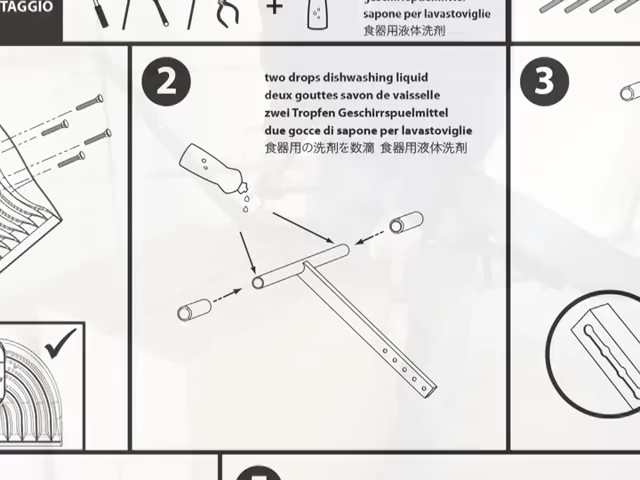 TAGGIO
+
sapone per lavastoviglie
食器用液体洗剂
2
two drops dishwashing liquid
deux gouttes savon de vaisselle
zwei Tropfen Geschirrspuelmittel
due gocce di sapone per lavastoviglie
食器用の洗剤を数滴 食器用液体洗剂
3